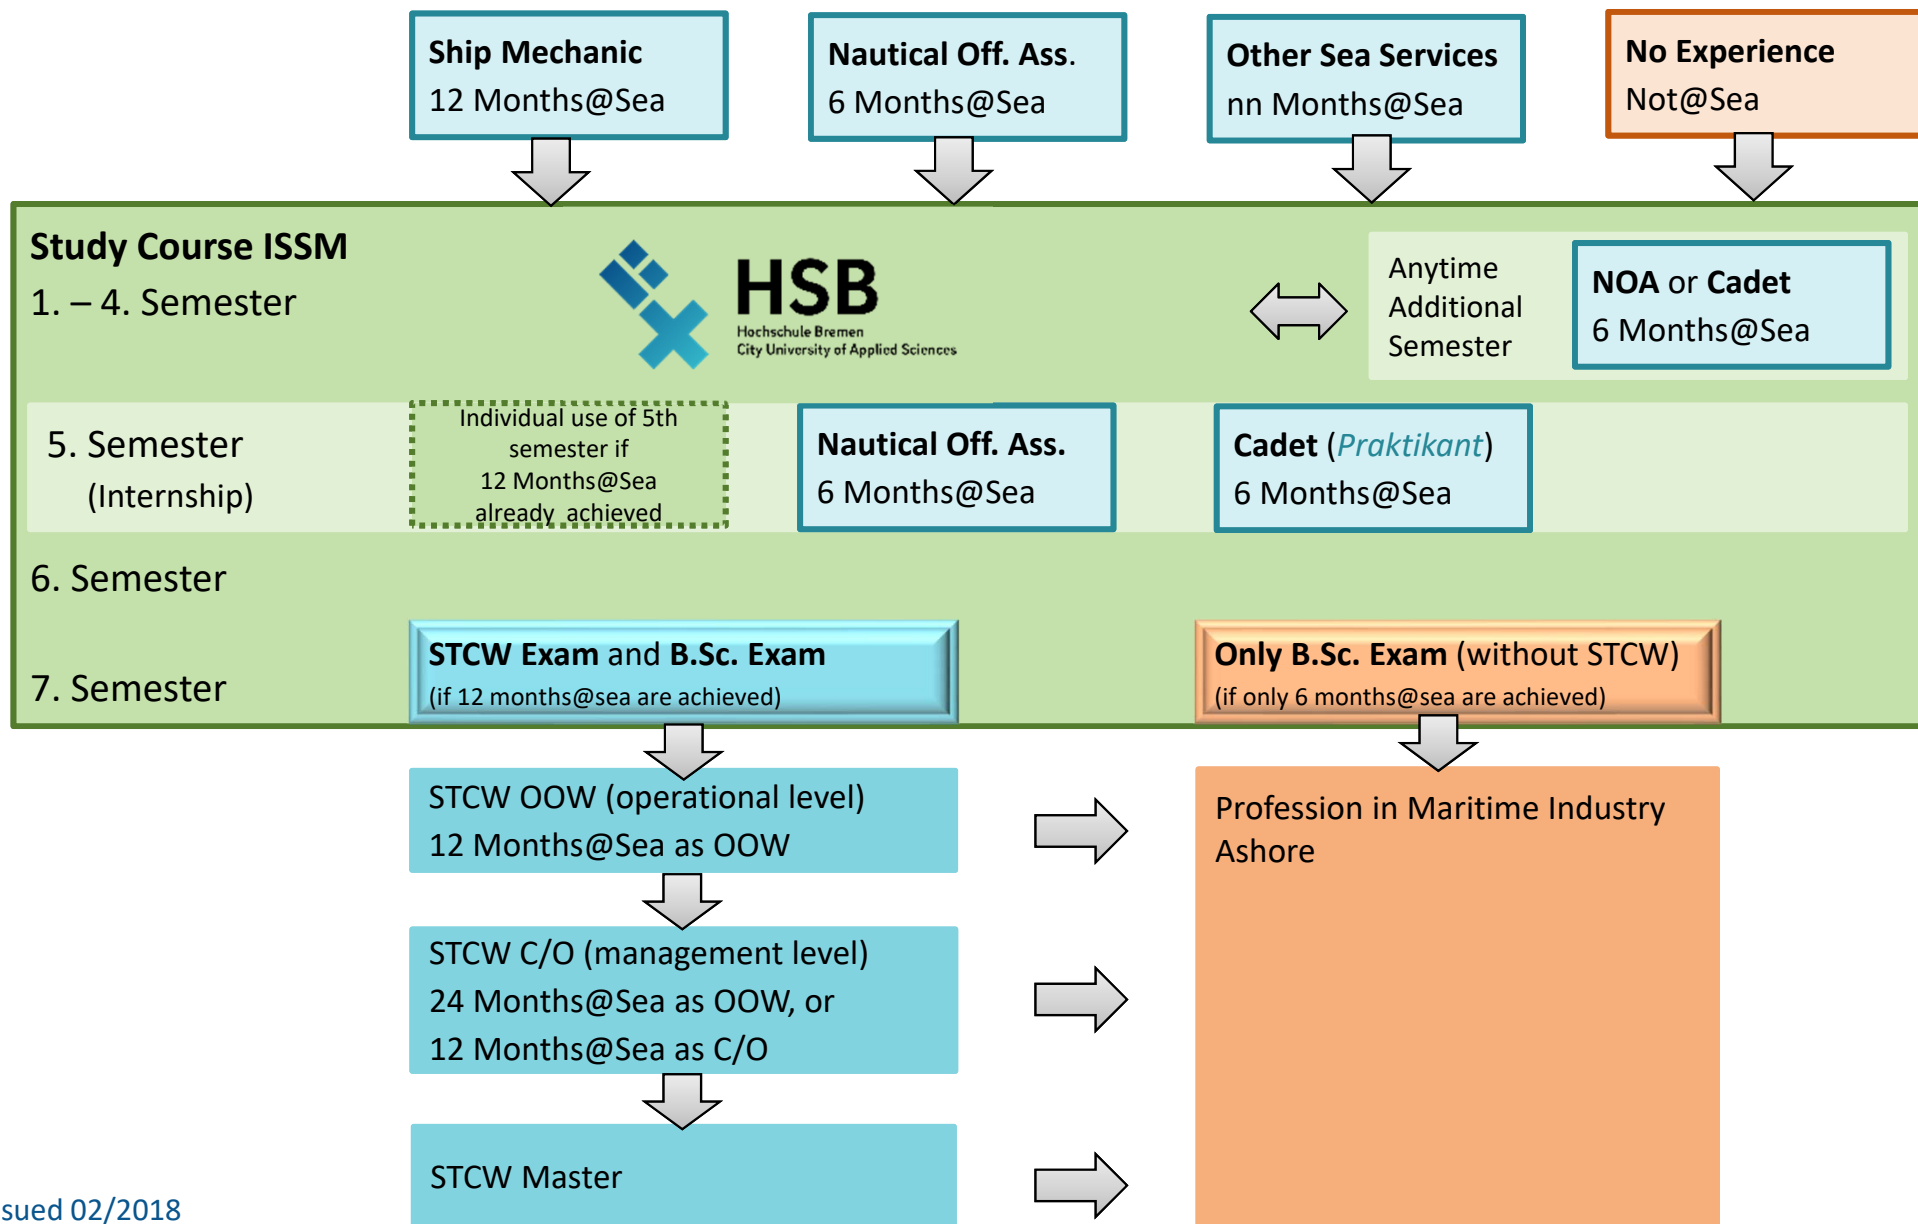 Ship Mechanic
12 Months@Sea
Nautical Off. Ass.
6 Months@Sea
Other Sea Services
nn Months@Sea
No Experience
Not@Sea
Study Course ISSM
1. – 4. Semester
HSB
Hochschule Bremen
City University of Applied Sciences
Anytime
Additional
Semester
NOA or Cadet
6 Months@Sea
5. Semester
(Internship)
Individual use of 5th
semester if
12 Months@Sea
already achieved
Nautical Off. Ass.
6 Months@Sea
Cadet (Praktikant)
6 Months@Sea
6. Semester
7. Semester
STCW Exam and B.Sc. Exam
(if 12 months@sea are achieved)
Only B.Sc. Exam (without STCW)
(if only 6 months@sea are achieved)
STCW OOW (operational level)
12 Months@Sea as OOW
Profession in Maritime Industry
Ashore
STCW C/O (management level)
24 Months@Sea as OOW, or
12 Months@Sea as C/O
STCW Master
sued 02/2018